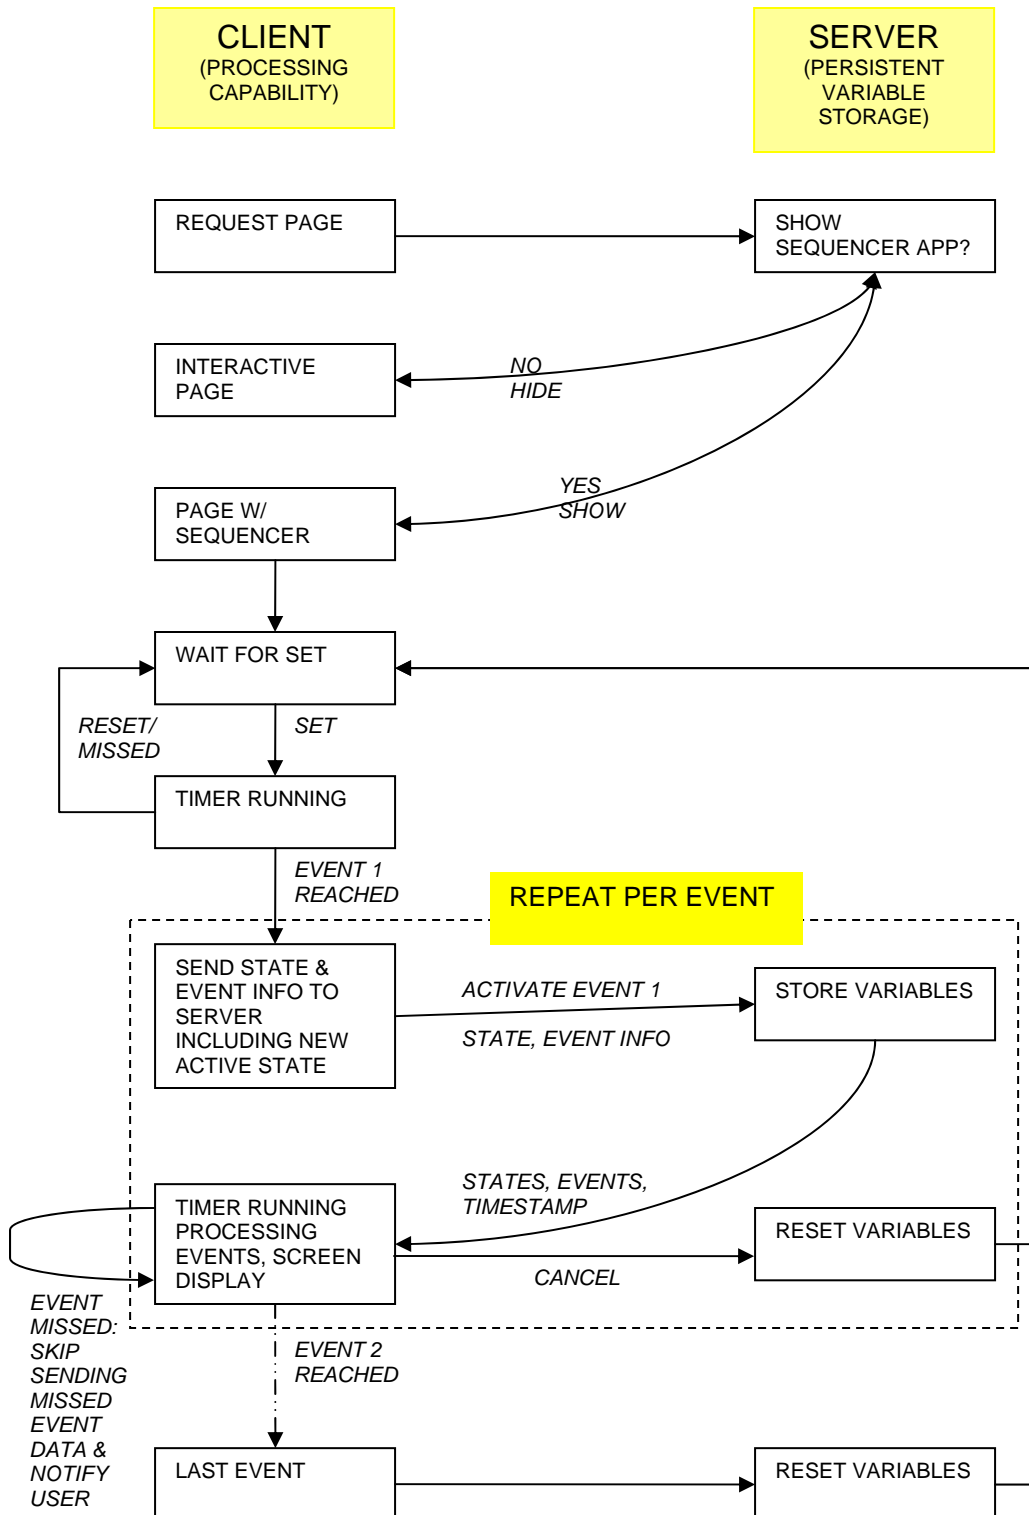 CLIENT
(PROCESSING
CAPABILITY)
SERVER
(PERSISTENT
VARIABLE
STORAGE)
REQUEST PAGE
SHOW
SEQUENCER APP?
INTERACTIVE
PAGE
NO
HIDE
PAGE W/
SEQUENCER
YES
SHOW
WAIT FOR SET
RESET/
MISSED
SET
TIMER RUNNING
EVENT 1
REACHED
REPEAT PER EVENT
SEND STATE &
EVENT INFO TO
SERVER
INCLUDING NEW
ACTIVE STATE
ACTIVATE EVENT 1
STATE, EVENT INFO
STORE VARIABLES
STATES, EVENTS,
TIMESTAMP
TIMER RUNNING
PROCESSING
EVENTS, SCREEN
DISPLAY
CANCEL
RESET VARIABLES
EVENT
MISSED:
SKIP
SENDING
MISSED
EVENT
DATA &
NOTIFY
USER
EVENT 2
REACHED
LAST EVENT
RESET VARIABLES